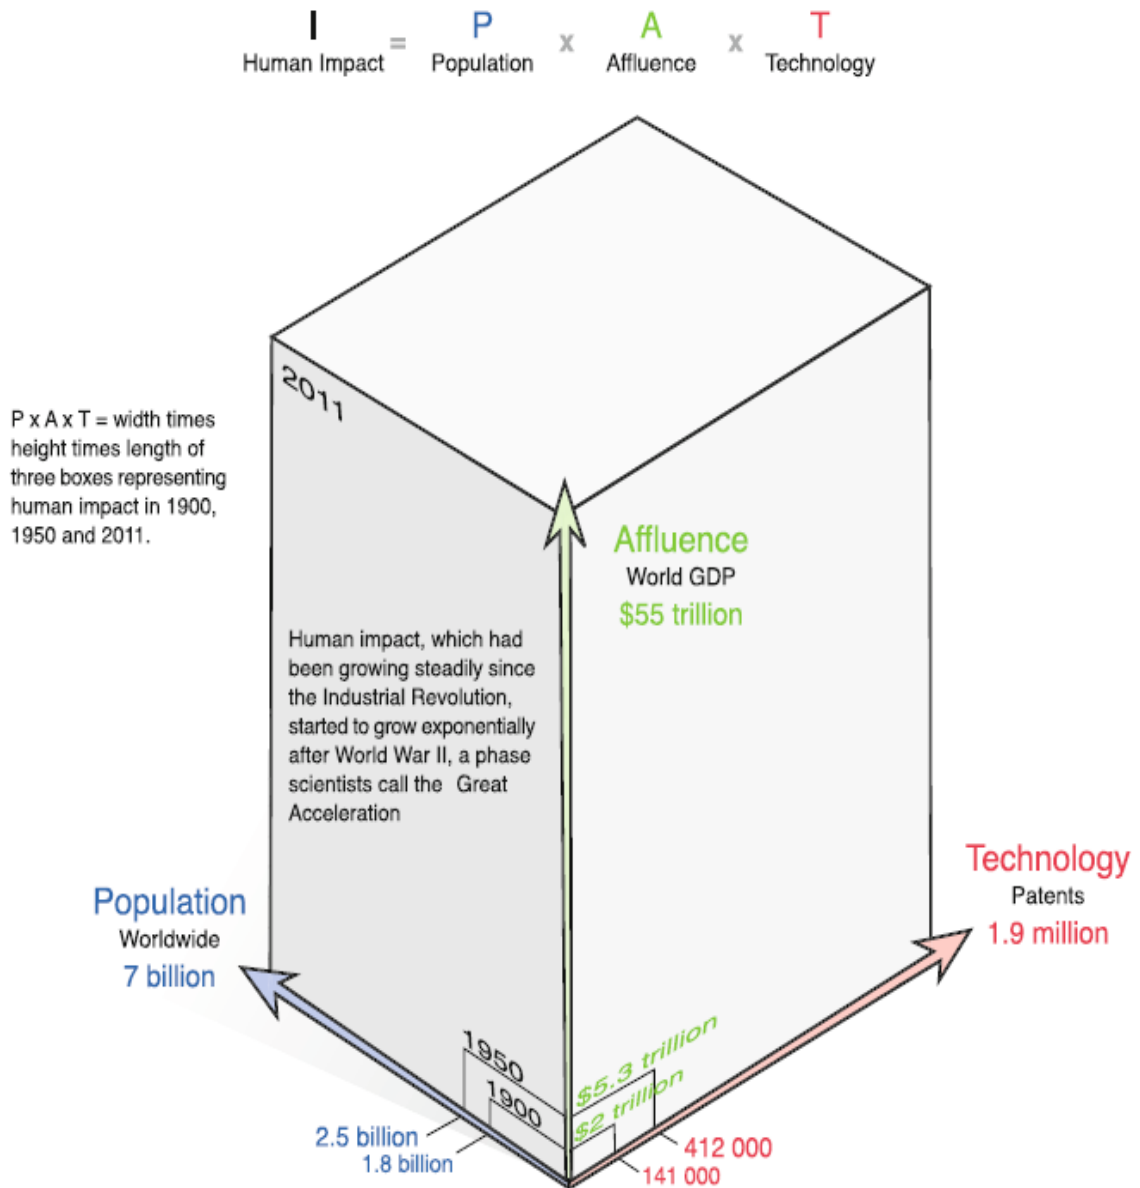 I = P x A x T
Human Impact Population Affluence Technology
2011
P x A x T = width times
height times length of
three boxes representing
human impact in 1900,
1950 and 2011.
Affluence
World GDP
$55 trillion
Human impact, which had
been growing steadily since
the Industrial Revolution,
started to grow exponentially
after World War II, a phase
scientists call the Great
Acceleration
Technology
Patents
1.9 million
Population
Worldwide
7 billion
1950
$5.3 trillion
1900
$2 trillion
2.5 billion
412 000
1.8 billion
141 000